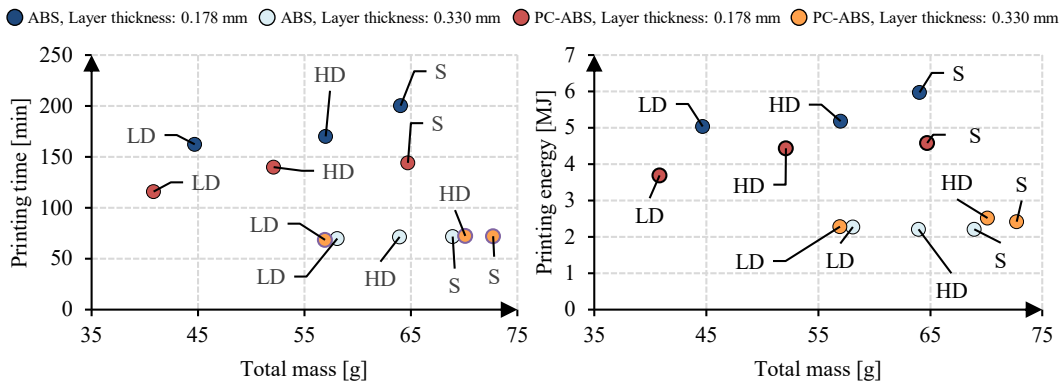 ABS, Layer thickness: 0.178 mm ABS, Layer thickness: 0.330 mm PC-ABS, Layer thickness: 0.178 mm PC-ABS, Layer thickness: 0.330 mm
Printing time [min]
250
200
150
100
50
0
35 45 55 65 75
Total mass [g]
LD
HD
S
S
LD
HD
LD
HD
LD
HD
S
S
Printing energy [MJ]
7
6
5
4
3
2
1
0
35 45 55 65 75
Total mass [g]
S
LD
HD
S
HD
LD
HD
S
LD
LD
S
HD